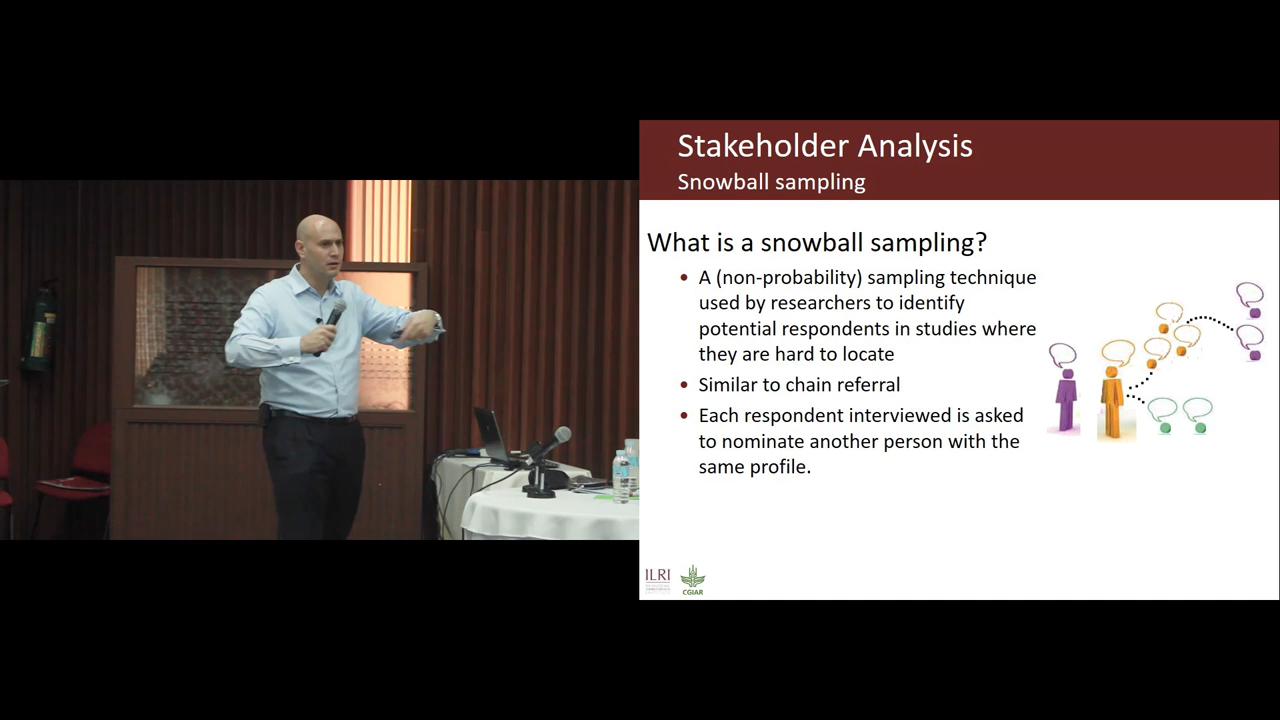 Stakeholder Analysis
Snowball sampling
What is a snowball sampling?
• A (non-probability) sampling technique
used by researchers to identify
potential respondents in studies where
they are hard to locate
• Similar to chain referral
• Each respondent interviewed is asked
to nominate another person with the
same profile.
ILRI
CGIAR